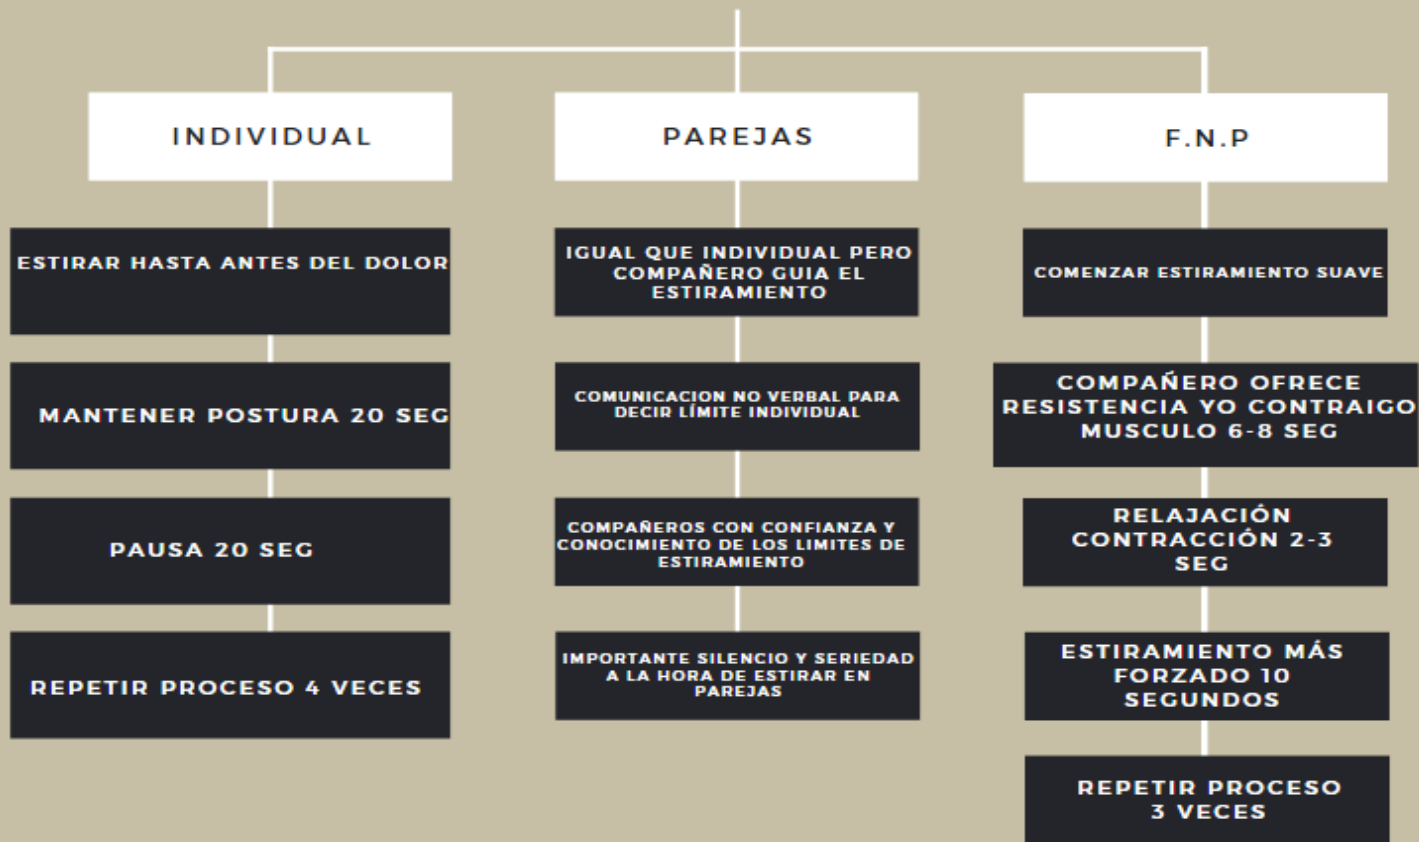 INDIVIDUAL
ESTIRAR HASTA ANTES DEL DOLOR
MANTENER POSTURA 20 SEG
PAUSA 20 SEG
REPETIR PROCESO 4 VECES
PAREJAS
IGUAL QUE INDIVIDUAL PERO
COMPAÑERO GUIA EL
ESTIRAMIENTO
COMUNICACION NO VERBAL PARA
DECIR LÍMITE INDIVIDUAL
COMPAÑEROS CON CONFIANZA Y
CONOCIMIENTO DE LOS LIMITES DE
ESTIRAMIENTO
IMPORTANTE SILENCIO Y SERIEDAD
A LA HORA DE ESTIRAR EN
PAREJAS
F.N.P
COMENZAR ESTIRAMIENTO SUAVE
COMPAÑERO OFRECE
RESISTENCIA YO CONTRAIGO
MUSCULO 6-8 SEG
RELAJACIÓN
CONTRACCIÓN 2-3
SEG
ESTIRAMIENTO MÁS
FORZADO 10
SEGUNDOS
REPETIR PROCESO
3 VECES